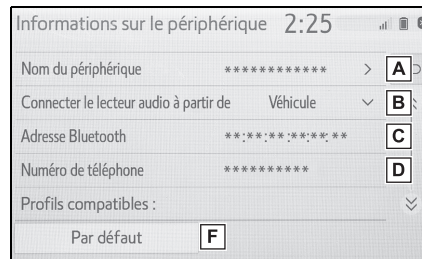 Informations sur le périphérique 2:25
Nom du périphérique ************ > A
Connecter le lecteur audio à partir de Véhicule B
Adresse Bluetooth **:**:**:**:**:** C
Numéro de téléphone ********** D
Profils compatibles :
Par défaut F